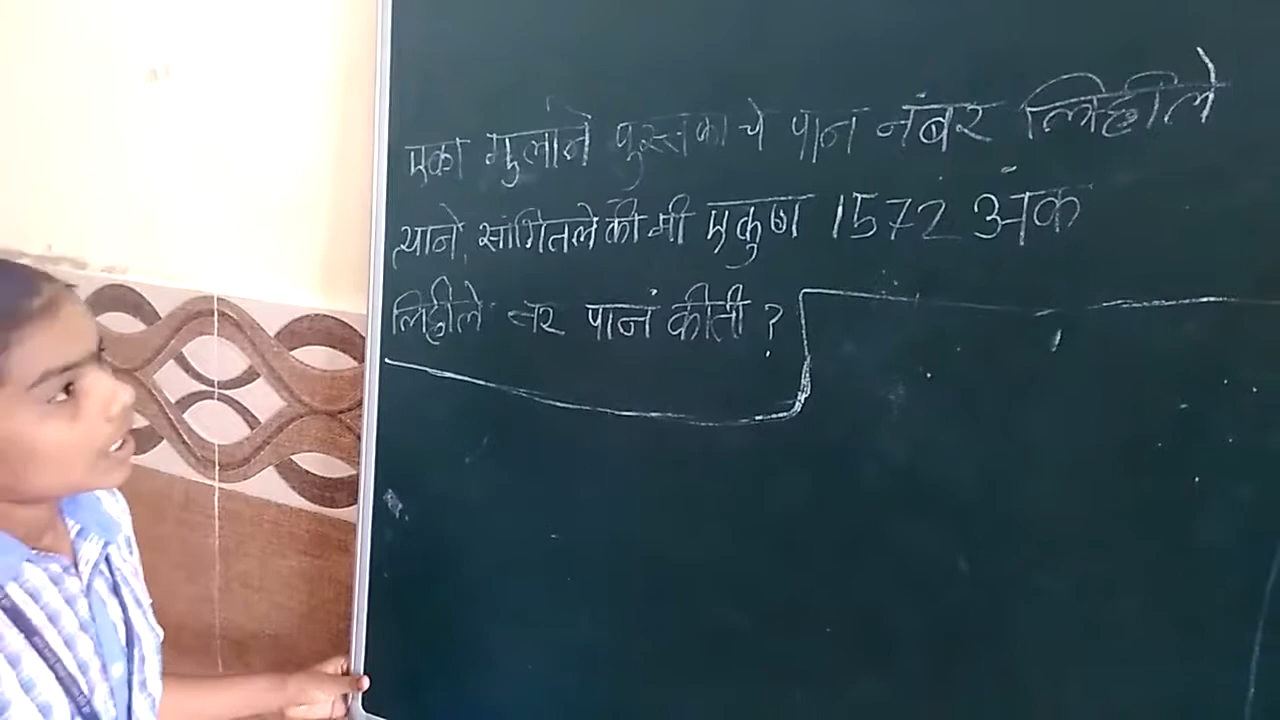 एका मुलाने पुस्तकाचे पान नंबर लिहीले
त्याने, सांगितले की मी एकुण 1572 अंक
लिहीले तर पानं कीती ?